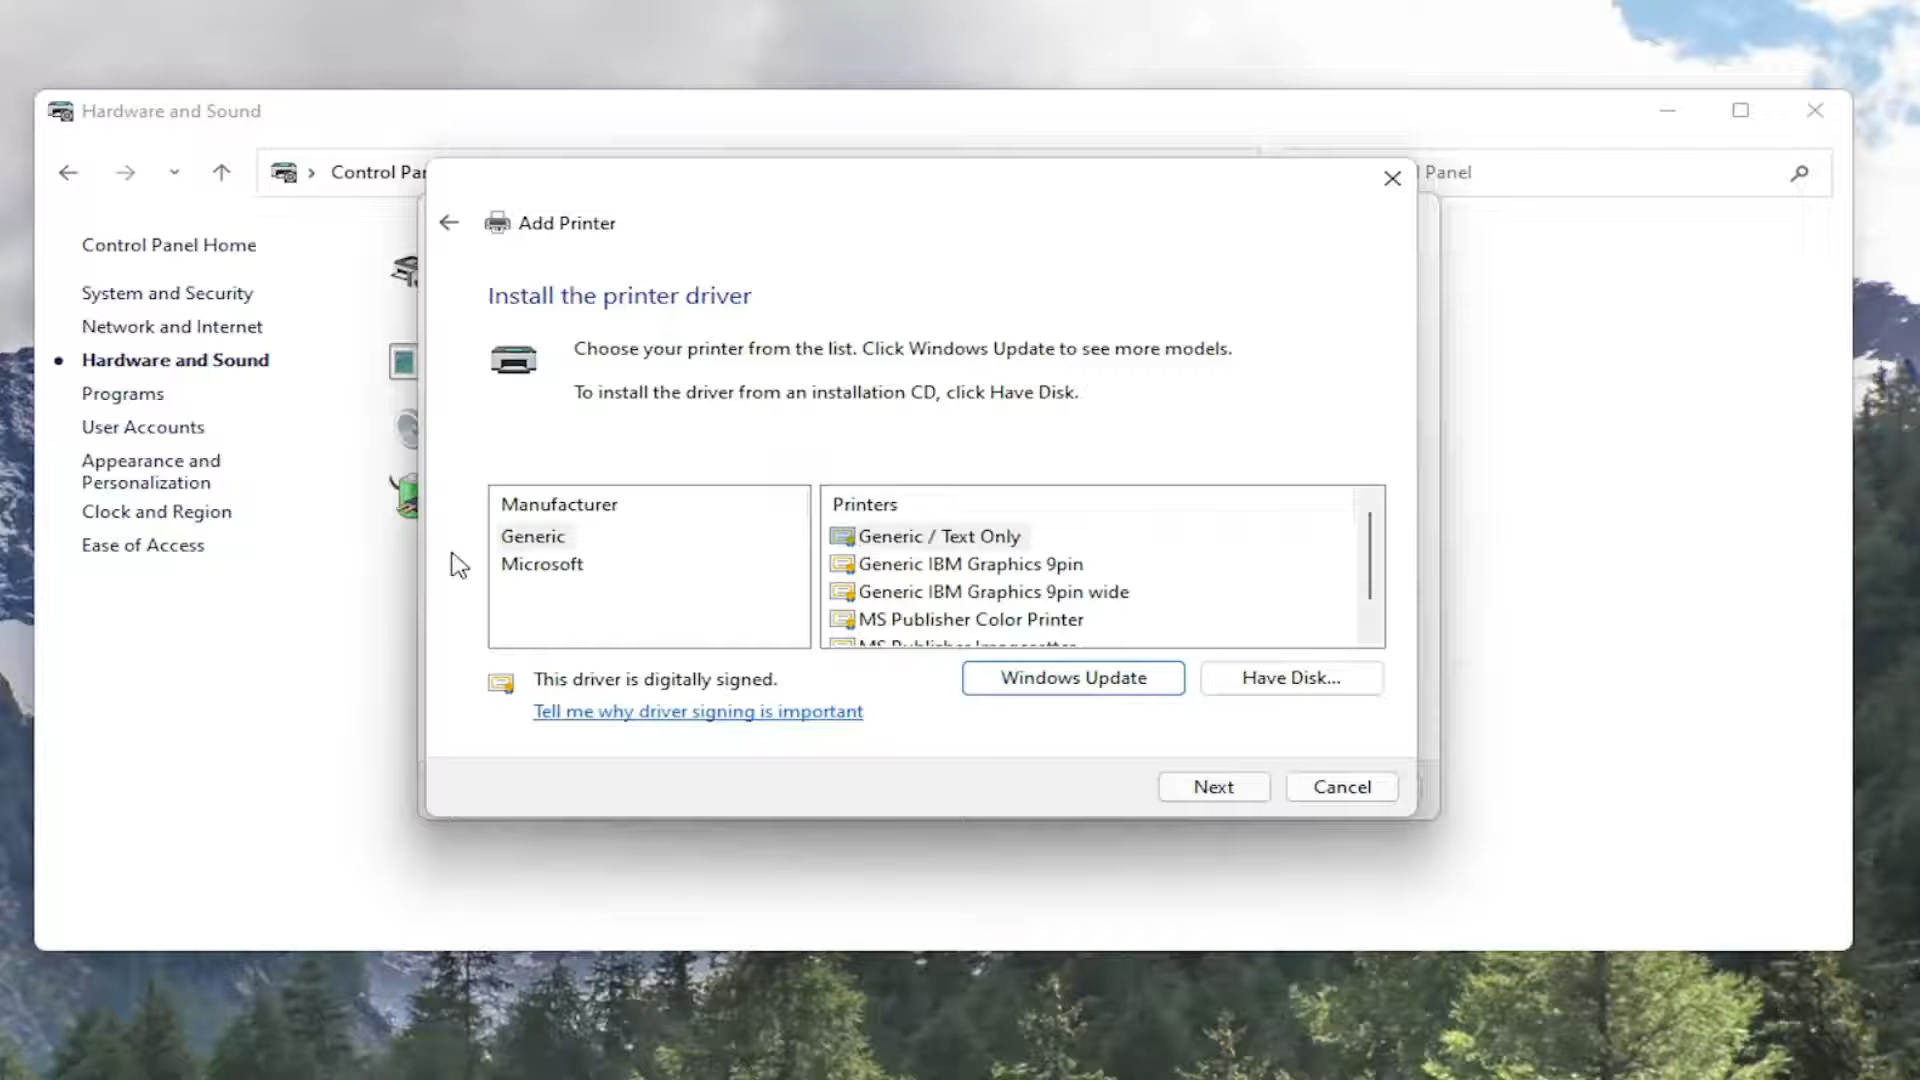 Hardware and Sound
Control Par
l Panel
Control Panel Home
System and Security
Network and Internet
Hardware and Sound
Programs
User Accounts
Appearance and
Personalization
Clock and Region
Ease of Access
Add Printer
Install the printer driver
Choose your printer from the list. Click Windows Update to see more models.
To install the driver from an installation CD, click Have Disk.
Manufacturer
Generic
Microsoft
Printers
Generic / Text Only
Generic IBM Graphics 9pin
Generic IBM Graphics 9pin wide
MS Publisher Color Printer
MS Publisher Imagesetter
This driver is digitally signed.
Windows Update
Have Disk...
Tell me why driver signing is important
Next
Cancel